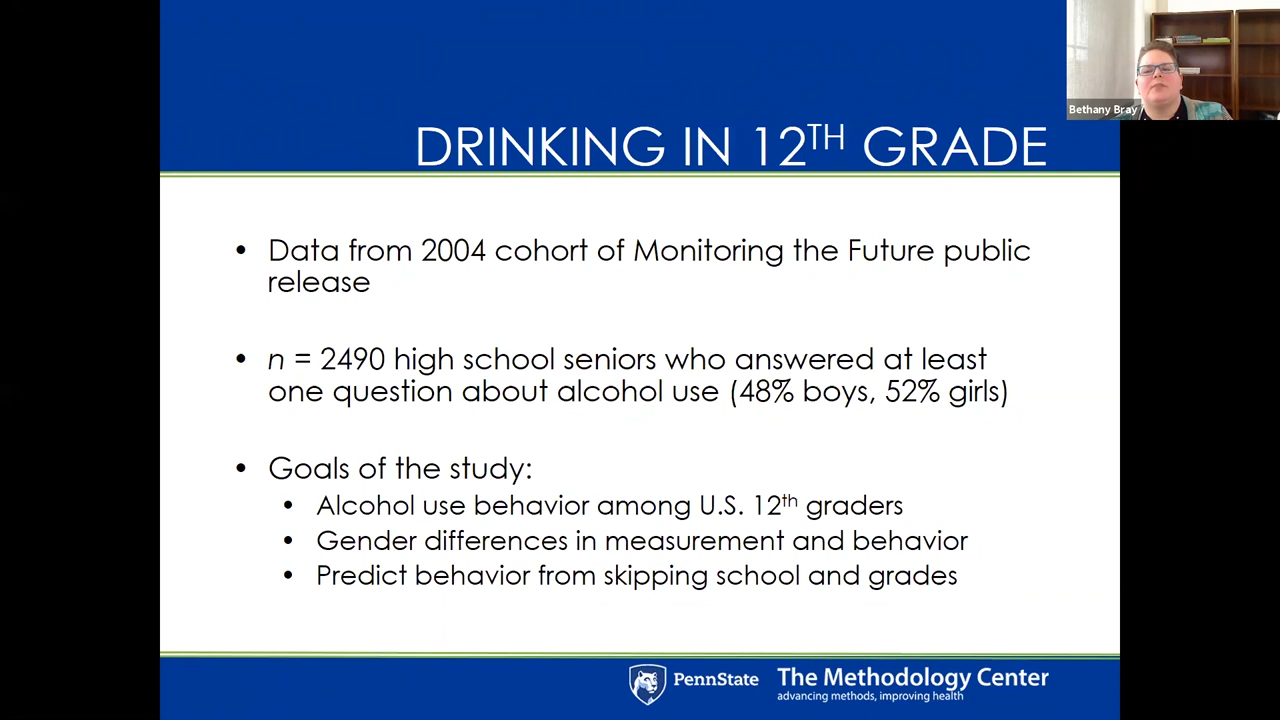 Bethany Bray
DRINKING IN 12TH GRADE
• Data from 2004 cohort of Monitoring the Future public
release
• n = 2490 high school seniors who answered at least
one question about alcohol use (48% boys, 52% girls)
• Goals of the study:
• Alcohol use behavior among U.S. 12th graders
• Gender differences in measurement and behavior
• Predict behavior from skipping school and grades
PennState
The Methodology Center
advancing methods, improving health